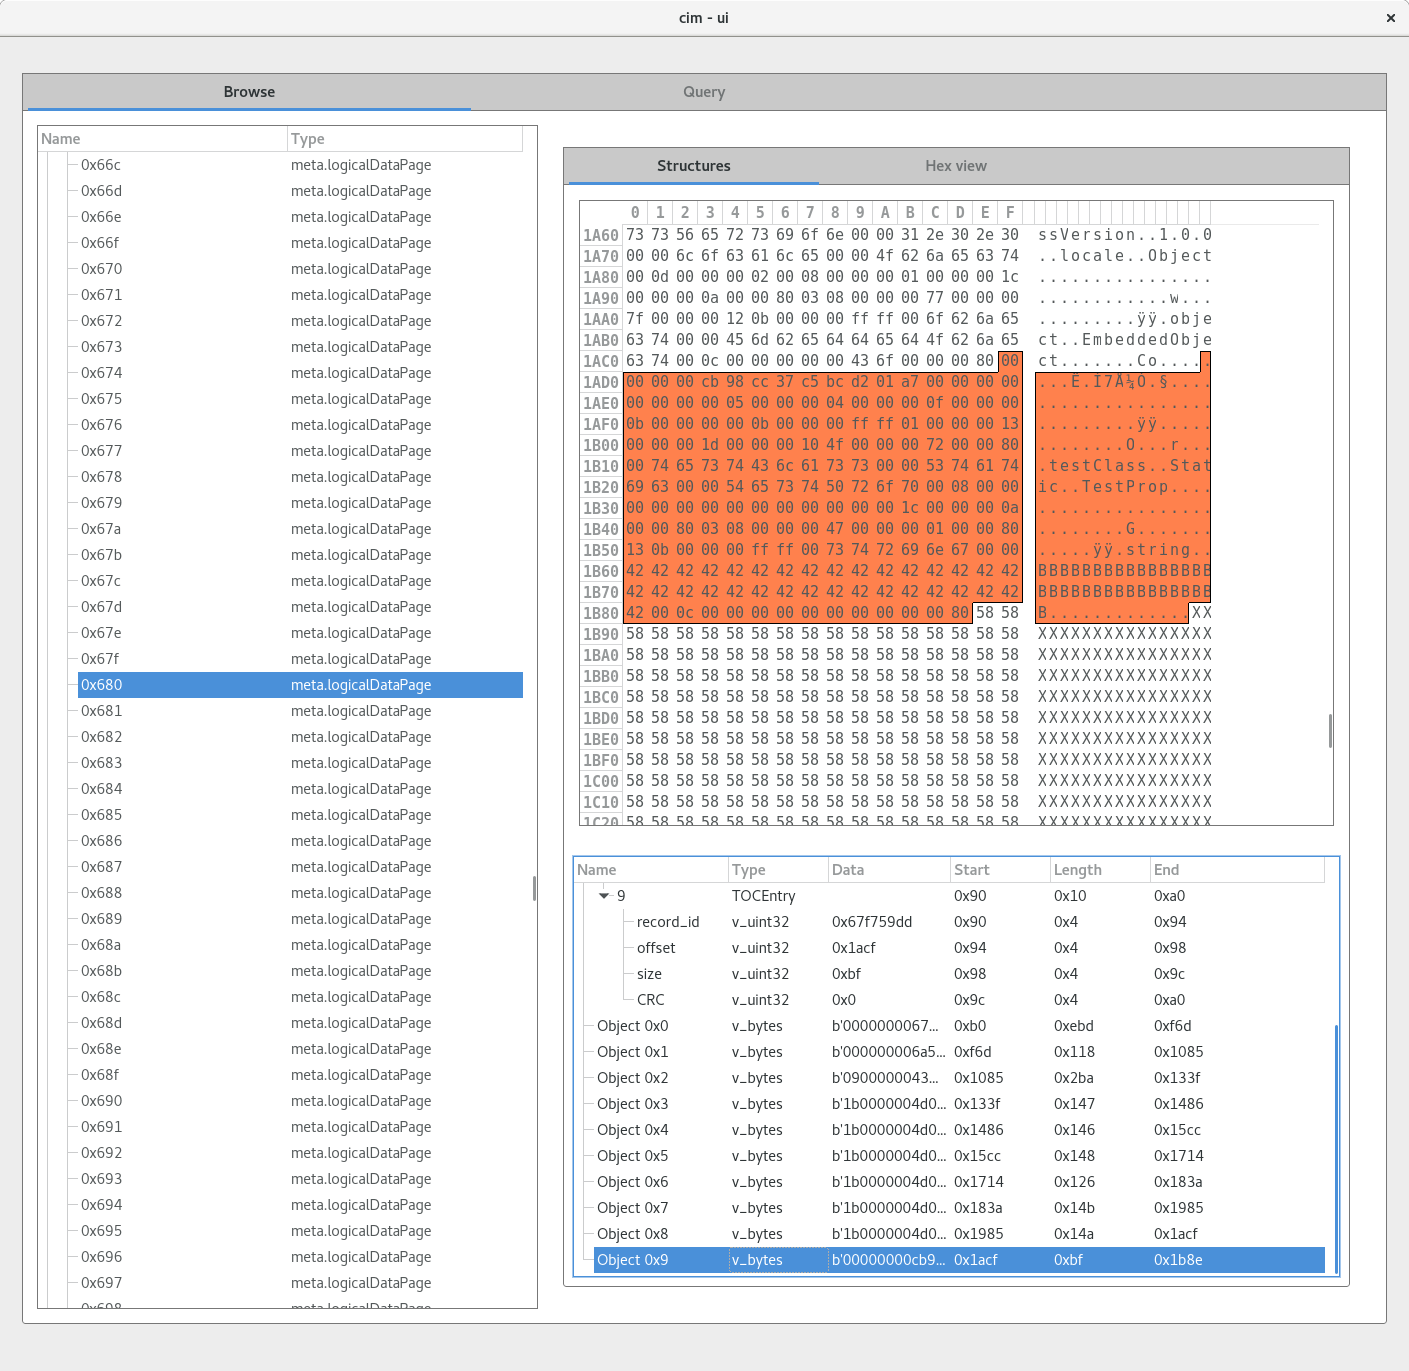 cim - ui
Browse Query
Name Type
0x66c meta.logicalDataPage
0x66d meta.logicalDataPage
0x66e meta.logicalDataPage
0x66f meta.logicalDataPage
0x670 meta.logicalDataPage
0x671 meta.logicalDataPage
0x672 meta.logicalDataPage
0x673 meta.logicalDataPage
0x674 meta.logicalDataPage
0x675 meta.logicalDataPage
0x676 meta.logicalDataPage
0x677 meta.logicalDataPage
0x678 meta.logicalDataPage
0x679 meta.logicalDataPage
0x67a meta.logicalDataPage
0x67b meta.logicalDataPage
0x67c meta.logicalDataPage
0x67d meta.logicalDataPage
0x67e meta.logicalDataPage
0x67f meta.logicalDataPage
0x680 meta.logicalDataPage
0x681 meta.logicalDataPage
0x682 meta.logicalDataPage
0x683 meta.logicalDataPage
0x684 meta.logicalDataPage
0x685 meta.logicalDataPage
0x686 meta.logicalDataPage
0x687 meta.logicalDataPage
0x688 meta.logicalDataPage
0x689 meta.logicalDataPage
0x68a meta.logicalDataPage
0x68b meta.logicalDataPage
0x68c meta.logicalDataPage
0x68d meta.logicalDataPage
0x68e meta.logicalDataPage
0x68f meta.logicalDataPage
0x690 meta.logicalDataPage
0x691 meta.logicalDataPage
0x692 meta.logicalDataPage
0x693 meta.logicalDataPage
0x694 meta.logicalDataPage
0x695 meta.logicalDataPage
0x696 meta.logicalDataPage
0x697 meta.logicalDataPage
0x698 meta.logicalDataPage
Structures Hex view
0 1 2 3 4 5 6 7 8 9 A B C D E F
1A60 73 73 56 65 72 73 69 6f 6e 00 00 31 2e 30 2e 30 ssVersion..1.0.0
1A70 00 00 6c 6f 63 61 6c 65 00 00 4f 62 6a 65 63 74 ..locale..Object
1A80 00 0d 00 00 00 02 00 08 00 00 00 01 00 00 00 1c ................
1A90 00 00 00 0a 00 00 80 03 08 00 00 00 77 00 00 00 ............w...
1AA0 7f 00 00 00 12 0b 00 00 00 ff ff 00 6f 62 6a 65 .........ÿÿ.obje
1AB0 63 74 00 00 45 6d 62 65 64 64 65 64 4f 62 6a 65 ct..EmbeddedObje
1AC0 63 74 00 0c 00 00 00 00 00 43 6f 00 00 00 80 00 ct.......Co.....
1AD0 00 00 00 cb 98 cc 37 c5 bc d2 01 a7 00 00 00 00 ...Ë.Ì7Å¼Ò.§....
1AE0 00 00 00 00 05 00 00 00 04 00 00 00 0f 00 00 00 ................
1AF0 0b 00 00 00 00 0b 00 00 00 ff ff 01 00 00 00 13 .........ÿÿ.....
1B00 00 00 00 1d 00 00 00 10 4f 00 00 00 72 00 00 80 ........O...r...
1B10 00 74 65 73 74 43 6c 61 73 73 00 00 53 74 61 74 .testClass..Stat
1B20 69 63 00 00 54 65 73 74 50 72 6f 70 00 08 00 00 ic..TestProp....
1B30 00 00 00 00 00 00 00 00 00 00 00 1c 00 00 00 0a ................
1B40 00 00 80 03 08 00 00 00 47 00 00 00 01 00 00 80 ........G.......
1B50 13 0b 00 00 00 ff ff 00 73 74 72 69 6e 67 00 00 .....ÿÿ.string..
1B60 42 42 42 42 42 42 42 42 42 42 42 42 42 42 42 42 BBBBBBBBBBBBBBBB
1B70 42 42 42 42 42 42 42 42 42 42 42 42 42 42 42 42 BBBBBBBBBBBBBBBB
1B80 42 00 0c 00 00 00 00 00 00 00 00 00 00 80 58 58 B.............XX
1B90 58 58 58 58 58 58 58 58 58 58 58 58 58 58 58 58 XXXXXXXXXXXXXXXX
1BA0 58 58 58 58 58 58 58 58 58 58 58 58 58 58 58 58 XXXXXXXXXXXXXXXX
1BB0 58 58 58 58 58 58 58 58 58 58 58 58 58 58 58 58 XXXXXXXXXXXXXXXX
1BC0 58 58 58 58 58 58 58 58 58 58 58 58 58 58 58 58 XXXXXXXXXXXXXXXX
1BD0 58 58 58 58 58 58 58 58 58 58 58 58 58 58 58 58 XXXXXXXXXXXXXXXX
1BE0 58 58 58 58 58 58 58 58 58 58 58 58 58 58 58 58 XXXXXXXXXXXXXXXX
1BF0 58 58 58 58 58 58 58 58 58 58 58 58 58 58 58 58 XXXXXXXXXXXXXXXX
1C00 58 58 58 58 58 58 58 58 58 58 58 58 58 58 58 58 XXXXXXXXXXXXXXXX
1C10 58 58 58 58 58 58 58 58 58 58 58 58 58 58 58 58 XXXXXXXXXXXXXXXX
1C20 58 58 58 58 58 58 58 58 58 58 58 58 58 58 58 58 XXXXXXXXXXXXXXXX
Name Type Data Start Length End
9 TOCEntry 0x90 0x10 0xa0
record_id v_uint32 0x67f759dd 0x90 0x4 0x94
offset v_uint32 0x1acf 0x94 0x4 0x98
size v_uint32 0xbf 0x98 0x4 0x9c
CRC v_uint32 0x0 0x9c 0x4 0xa0
Object 0x0 v_bytes b'0000000067... 0xb0 0xebd 0xf6d
Object 0x1 v_bytes b'000000006a5... 0xf6d 0x118 0x1085
Object 0x2 v_bytes b'0900000043... 0x1085 0x2ba 0x133f
Object 0x3 v_bytes b'1b0000004d0... 0x133f 0x147 0x1486
Object 0x4 v_bytes b'1b0000004d0... 0x1486 0x146 0x15cc
Object 0x5 v_bytes b'1b0000004d0... 0x15cc 0x148 0x1714
Object 0x6 v_bytes b'1b0000004d0... 0x1714 0x126 0x183a
Object 0x7 v_bytes b'1b0000004d0... 0x183a 0x14b 0x1985
Object 0x8 v_bytes b'1b0000004d0... 0x1985 0x14a 0x1acf
Object 0x9 v_bytes b'00000000cb9... 0x1acf 0xbf 0x1b8e